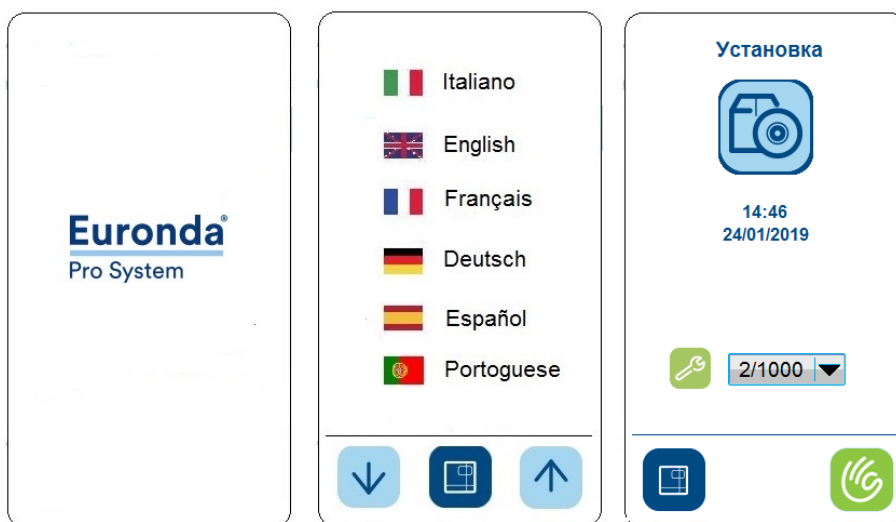 Euronda®
Pro System
Italiano
English
Français
Deutsch
Español
Portoguese
Установка
14:46
24/01/2019
2/1000